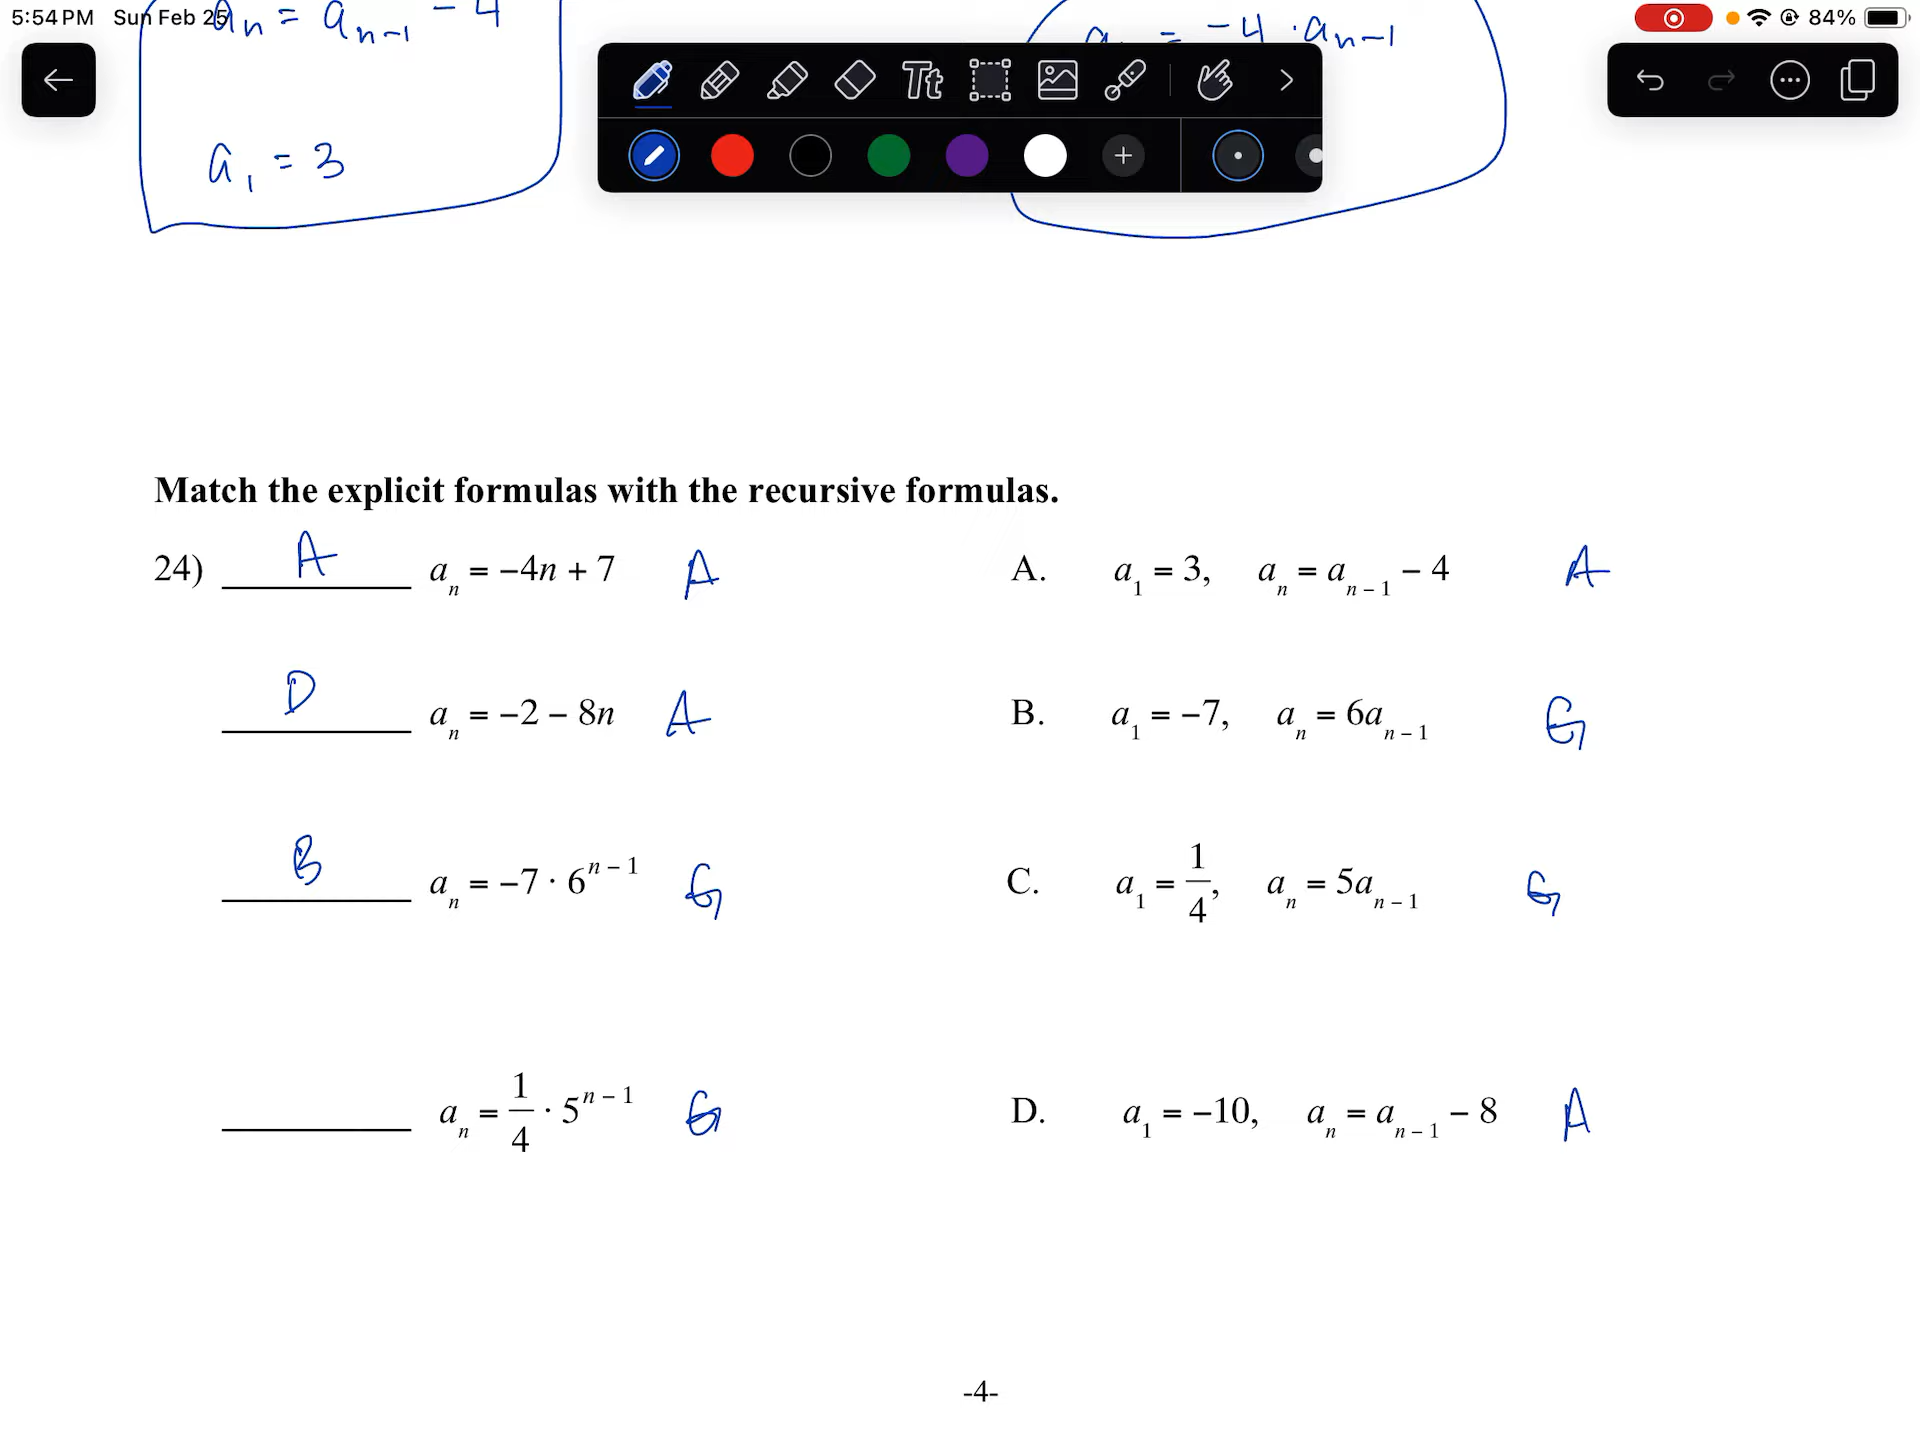 5:54 PM Sun Feb 25 84%
aₙ = aₙ₋₁ − 4
= −4 · aₙ₋₁
Tt
a₁ = 3
Match the explicit formulas with the recursive formulas.
24) A aₙ = −4n + 7 A A. a₁ = 3, aₙ = aₙ₋₁ − 4 A
D aₙ = −2 − 8n A B. a₁ = −7, aₙ = 6aₙ₋₁ G
B aₙ = −7 · 6ⁿ⁻¹ G C. a₁ = 1/4, aₙ = 5aₙ₋₁ G
aₙ = 1/4 · 5ⁿ⁻¹ G D. a₁ = −10, aₙ = aₙ₋₁ − 8 A
-4-